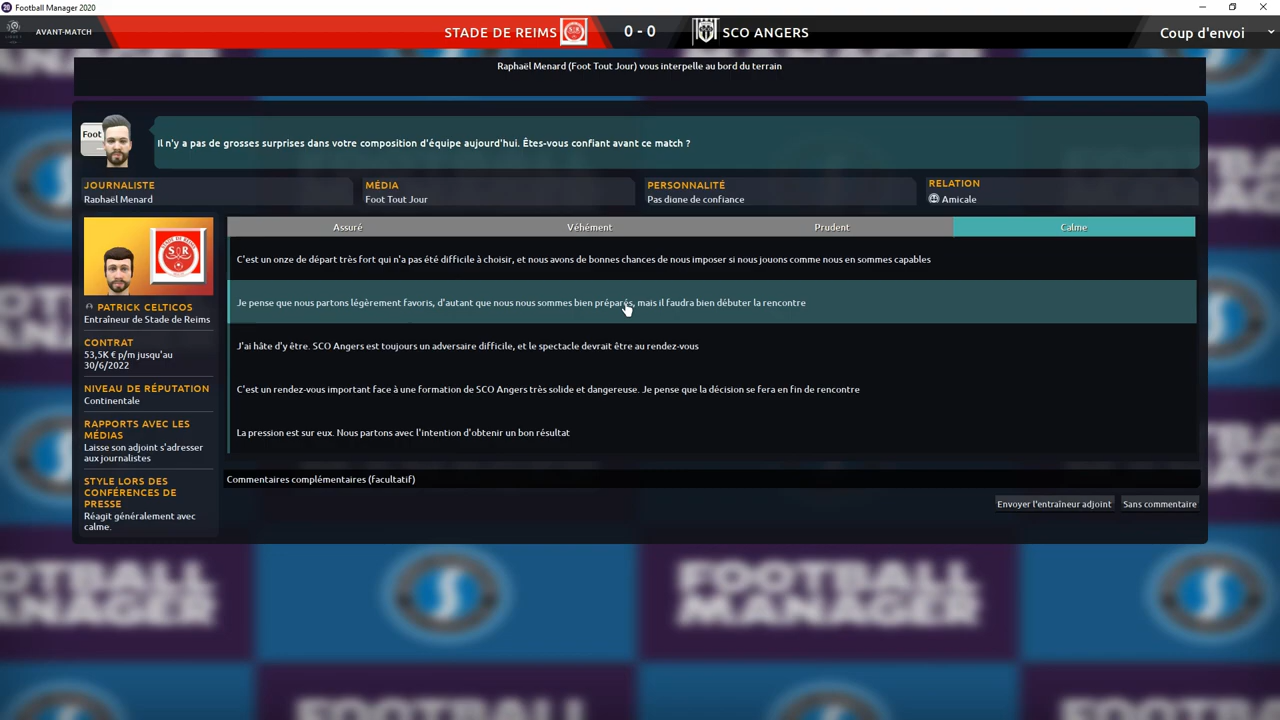 Football Manager 2020
AVANT-MATCH
STADE DE REIMS
0 - 0
SCO ANGERS
Coup d'envoi
Raphaël Menard (Foot Tout Jour) vous interpelle au bord du terrain
Foot
Il n'y a pas de grosses surprises dans votre composition d'équipe aujourd'hui. Êtes-vous confiant avant ce match ?
JOURNALISTE
Raphaël Menard
MÉDIA
Foot Tout Jour
PERSONNALITÉ
Pas digne de confiance
RELATION
Amicale
PATRICK CELTICOS
Entraîneur de Stade de Reims
CONTRAT
53,5K € p/m jusqu'au
30/6/2022
NIVEAU DE RÉPUTATION
Continentale
RAPPORTS AVEC LES
MÉDIAS
Laisse son adjoint s'adresser
aux journalistes
STYLE LORS DES
CONFÉRENCES DE
PRESSE
Réagit généralement avec
calme.
Assuré
Véhément
Prudent
Calme
C'est un onze de départ très fort qui n'a pas été difficile à choisir, et nous avons de bonnes chances de nous imposer si nous jouons comme nous en sommes capables
Je pense que nous partons légèrement favoris, d'autant que nous nous sommes bien préparés, mais il faudra bien débuter la rencontre
J'ai hâte d'y être. SCO Angers est toujours un adversaire difficile, et le spectacle devrait être au rendez-vous
C'est un rendez-vous important face à une formation de SCO Angers très solide et dangereuse. Je pense que la décision se fera en fin de rencontre
La pression est sur eux. Nous partons avec l'intention d'obtenir un bon résultat
Commentaires complémentaires (facultatif)
Envoyer l'entraîneur adjoint
Sans commentaire
FOOTBALL
MANAGER